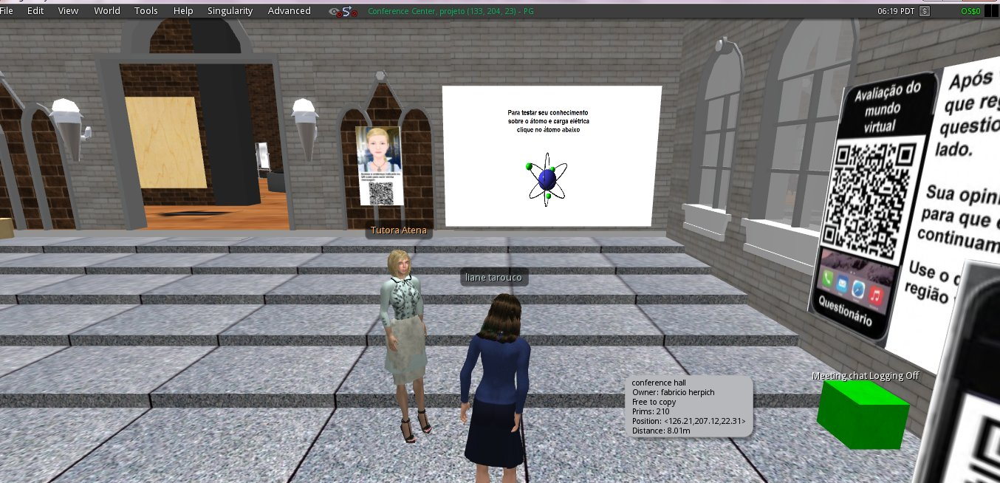 File Edit View World Tools Help Singularity Advanced
Conference Center, projeto (133, 204, 23) - PG
06:19 PDT
$
OS$0
Para testar seu conhecimento
sobre o átomo e carga elétrica
clique no átomo abaixo
Tutora Atena
liane tarouco
Avaliação do
mundo
virtual
Questionário
Após
que reg
questio
lado.
Sua opini
para que
continuam
Use o
região
Meeting chat Logging Off
conference hall
Owner: fabricio herpich
Free to copy
Prims: 210
Position: <126.21,207.12,22.31>
Distance: 8.01m